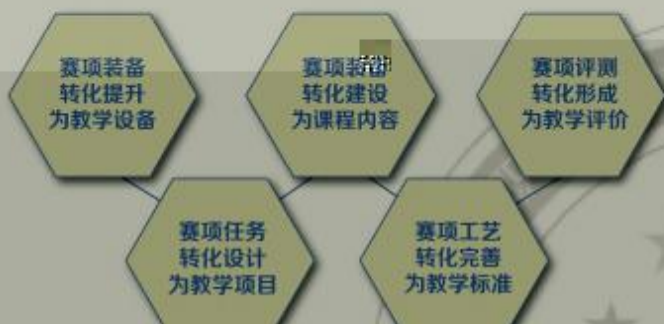 赛项装备
转化提升
为教学设备
赛项任务
转化设计
为教学项目
赛项
转化建设
为课程内容
赛项工艺
转化完善
为教学标准
赛项评测
转化形成
为教学评价